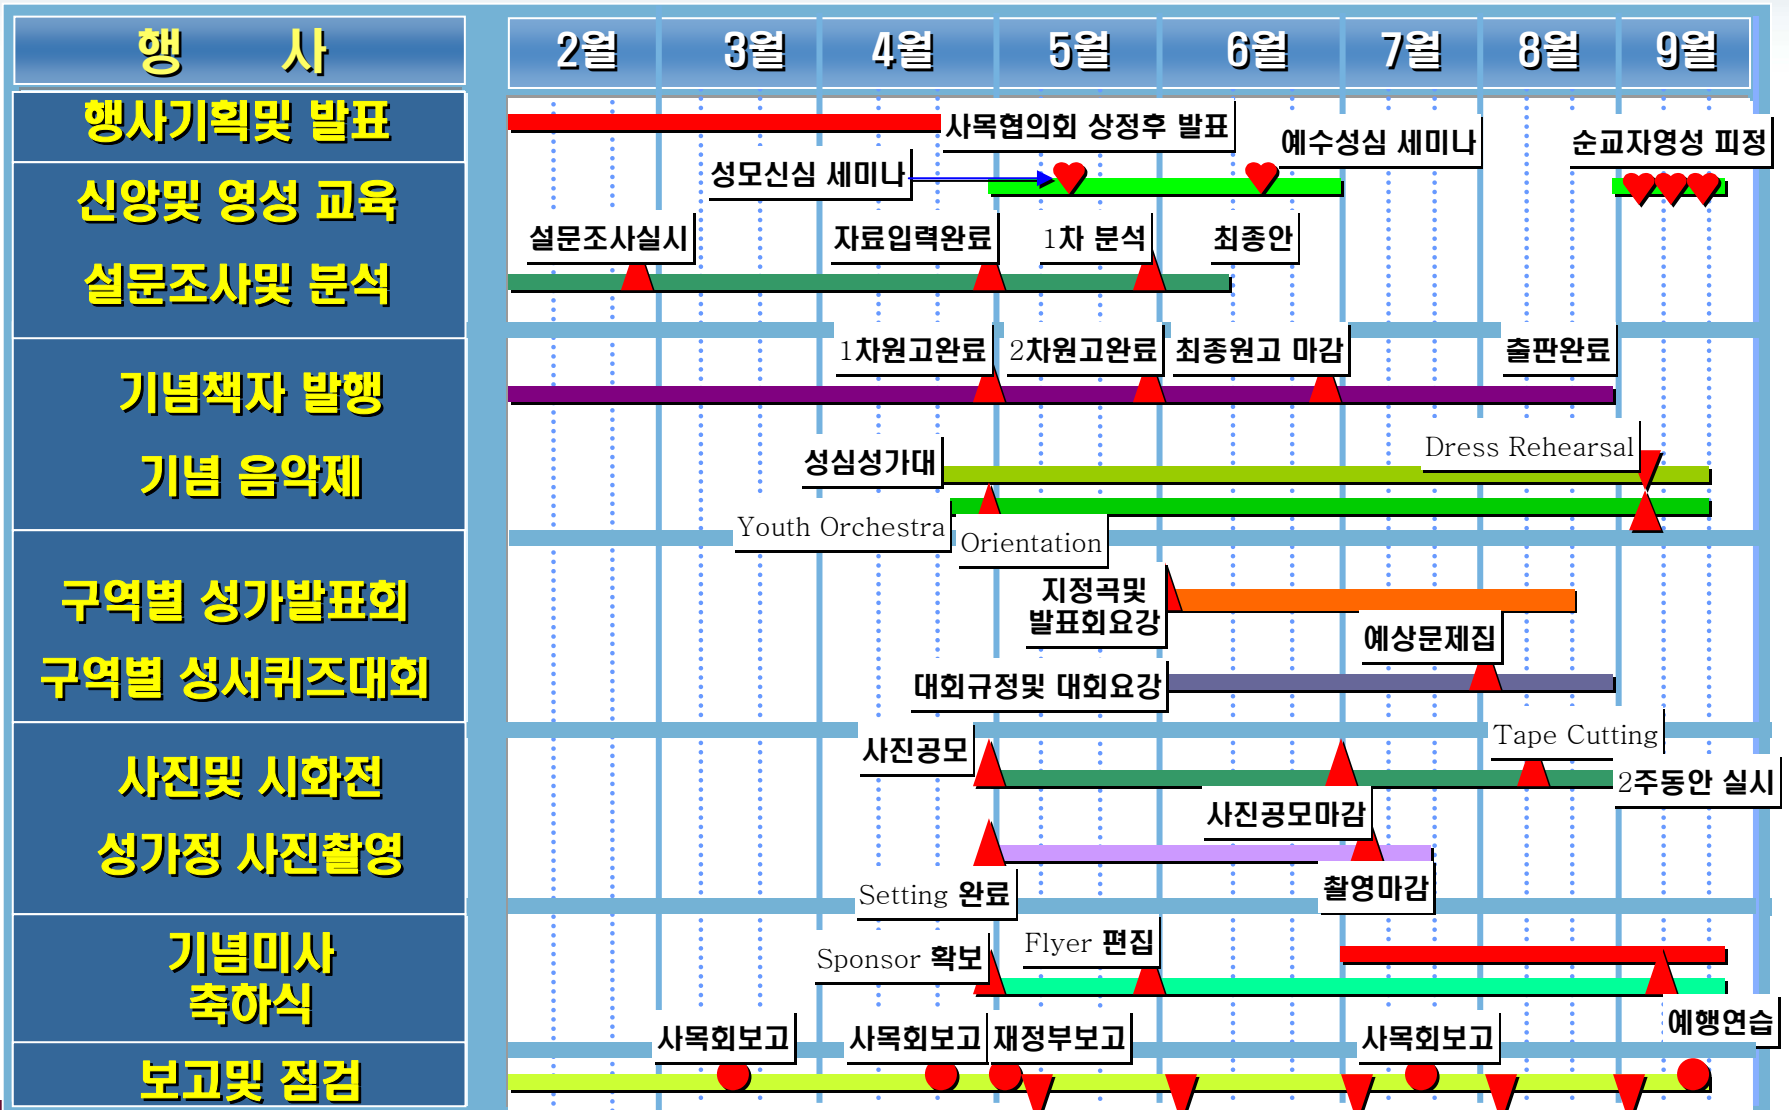 행 사
2월 3월 4월 5월 6월 7월 8월 9월
행사기획및 발표
사목협의회 상정후 발표
예수성심 세미나
순교자영성 피정
성모신심 세미나
신앙및 영성 교육
설문조사실시
자료입력완료
1차 분석
최종안
설문조사및 분석
1차원고완료
2차원고완료
최종원고 마감
출판완료
기념책자 발행
Dress Rehearsal
성심성가대
기념 음악제
Youth Orchestra
Orientation
지정곡및
발표회요강
구역별 성가발표회
예상문제집
구역별 성서퀴즈대회
대회규정및 대회요강
Tape Cutting
사진공모
사진및 시화전
2주동안 실시
사진공모마감
성가정 사진촬영
Setting 완료
촬영마감
기념미사
축하식
Sponsor 확보
Flyer 편집
예행연습
사목회보고
사목회보고
재정부보고
사목회보고
보고및 점검